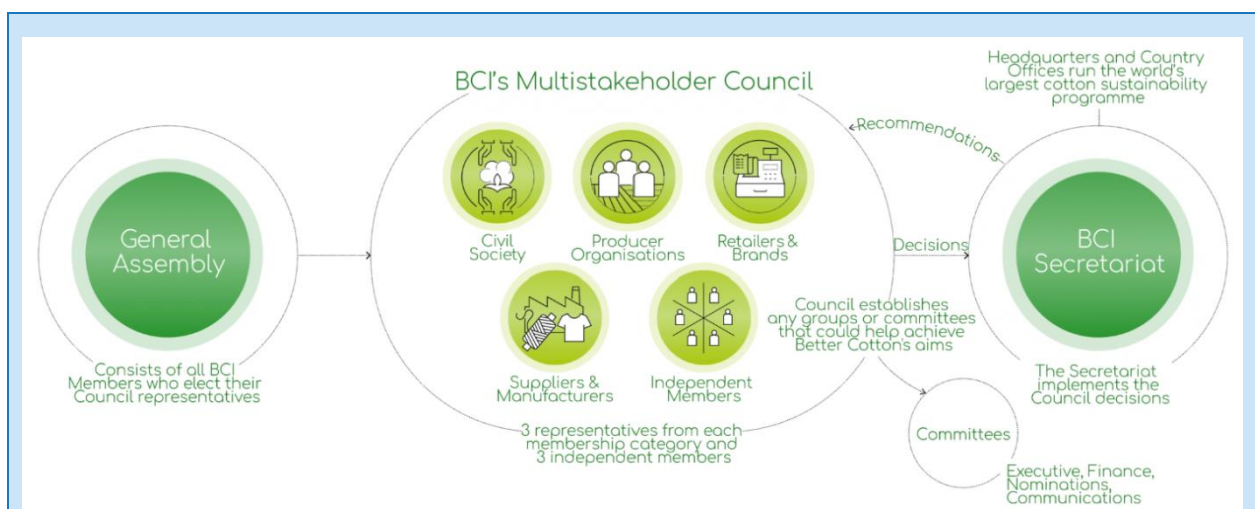 BCI's Multistakeholder Council
General
Assembly
Consists of all BCI
Members who elect their
Council representatives
Civil
Society
Producer
Organisations
Retailers &
Brands
Suppliers &
Manufacturers
Independent
Members
3 representatives from each
membership category and
3 independent members
Recommendations
Decisions
Council establishes
any groups or committees
that could help achieve
Better Cotton's aims
Headquarters and Country
Offices run the world's
largest cotton sustainability
programme
BCI
Secretariat
The Secretariat
implements the
Council decisions
Committees
Executive, Finance,
Nominations,
Communications